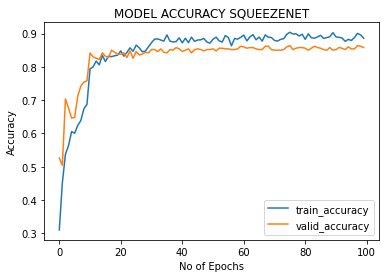 MODEL ACCURACY SQUEEZENET
0.9
0.8
0.7
0.6
0.5
0.4
0.3
Accuracy
0 20 40 60 80 100
No of Epochs
train_accuracy
valid_accuracy